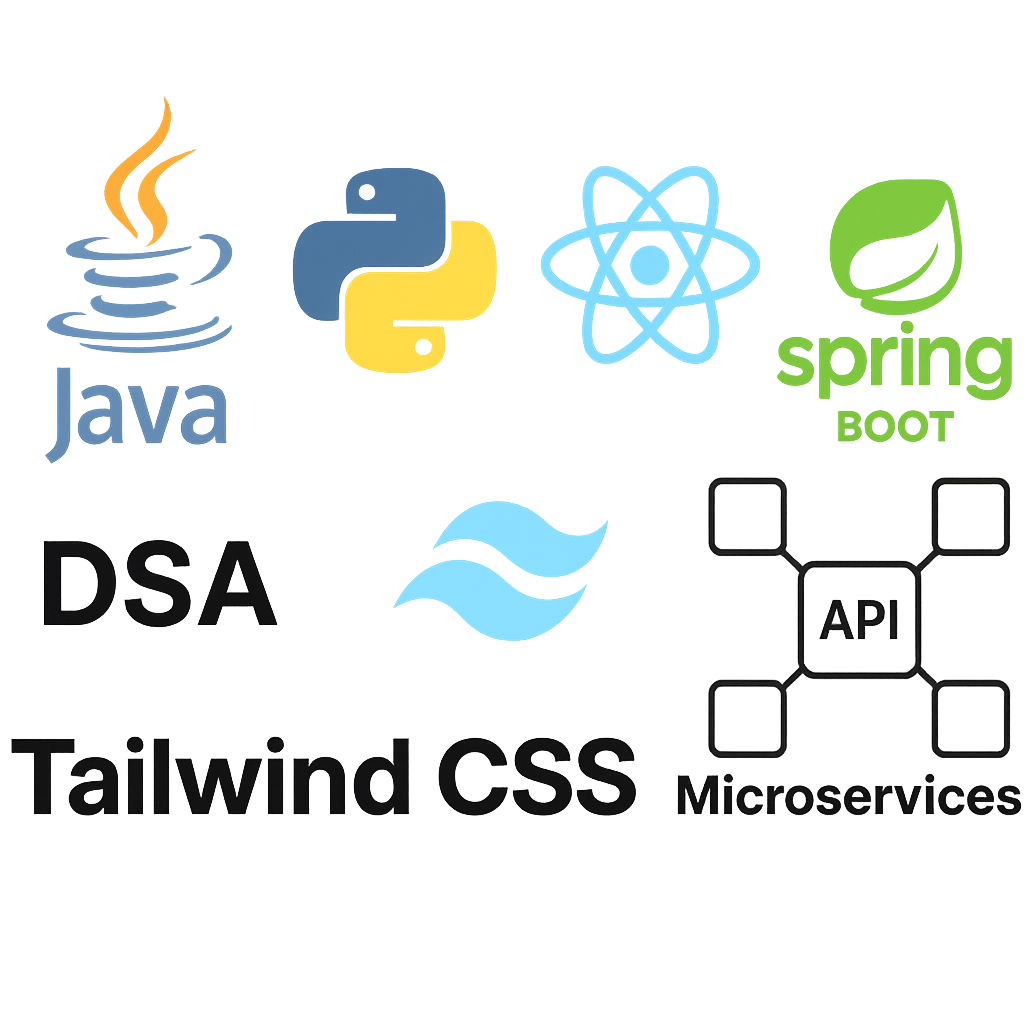 Java
spring
BOOT
DSA
API
Tailwind CSS
Microservices